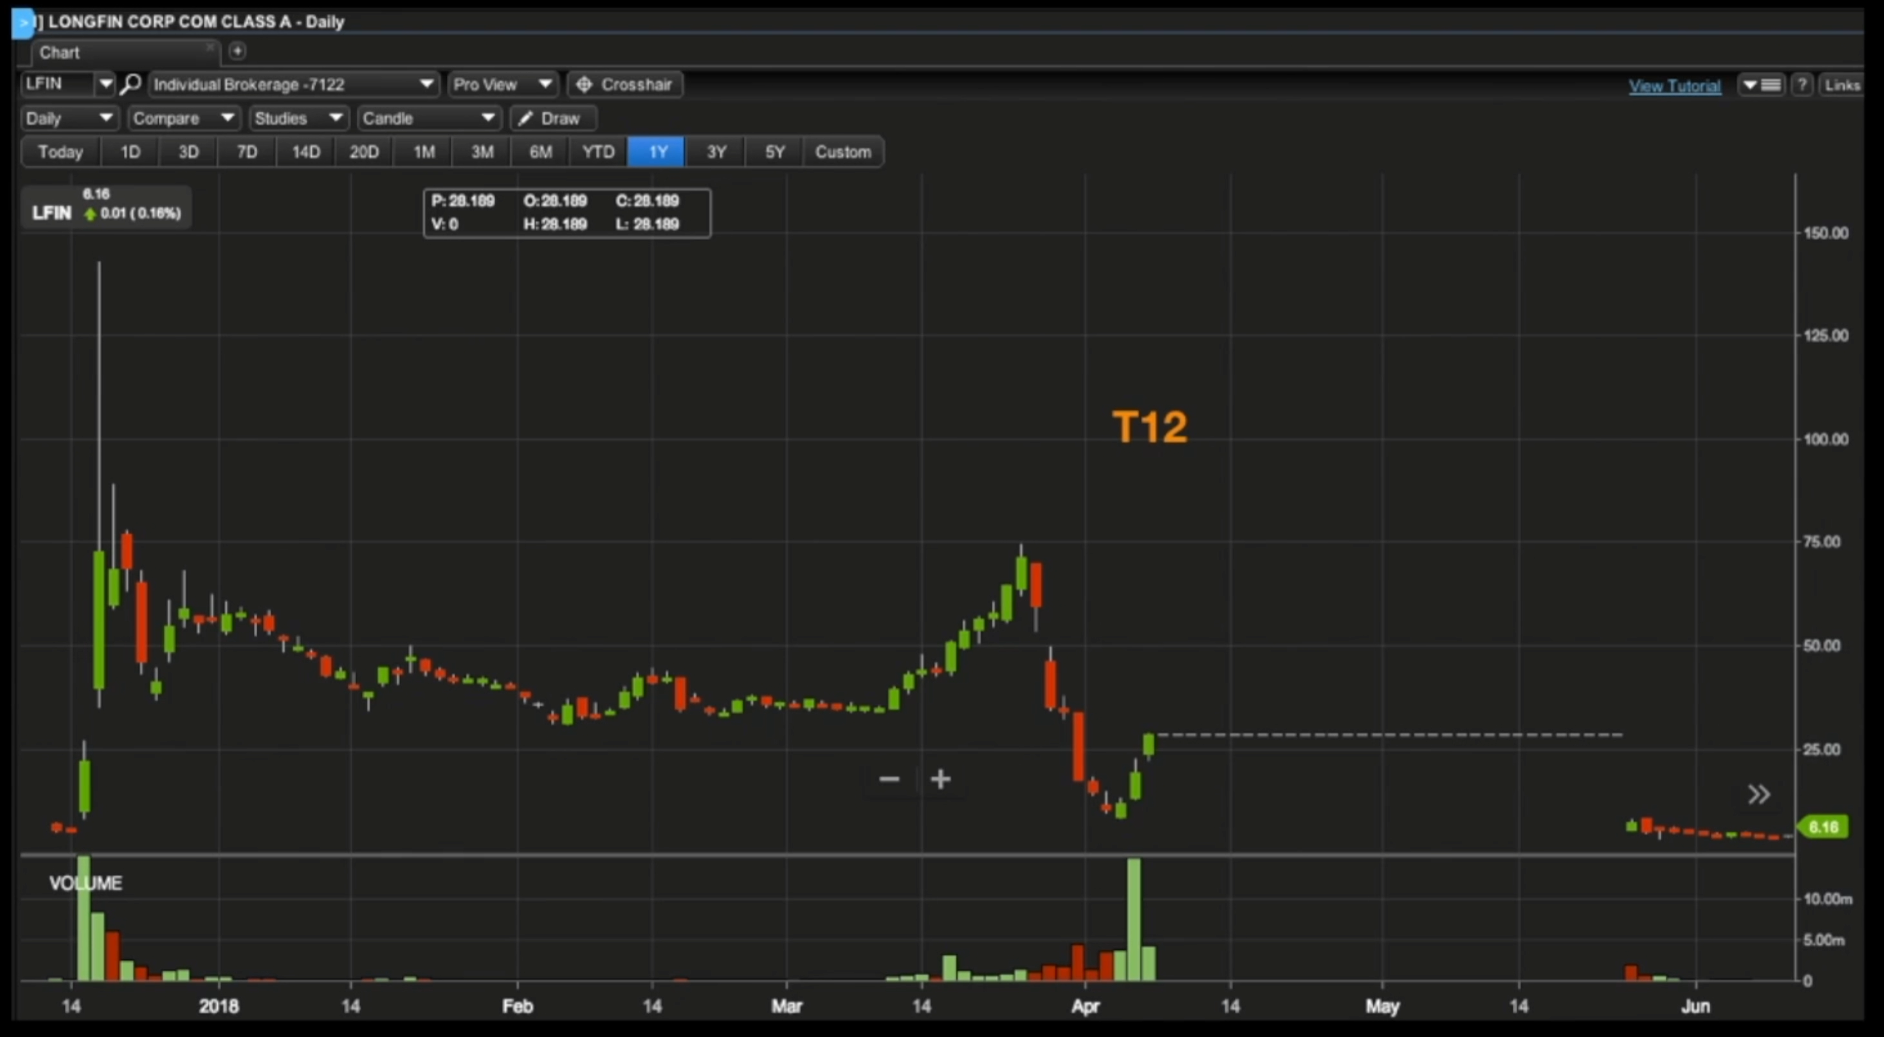 ] LONGFIN CORP COM CLASS A - Daily
Chart
LFIN Individual Brokerage -7122 Pro View Crosshair View Tutorial ? Links
Daily Compare Studies Candle Draw
Today 1D 3D 7D 14D 20D 1M 3M 6M YTD 1Y 3Y 5Y Custom
6.16
LFIN 0.01 (0.16%)
P: 28.189 O: 28.189 C: 28.189
V: 0 H: 28.189 L: 28.189
150.00
125.00
T12
100.00
75.00
50.00
25.00
6.16
VOLUME
10.00m
5.00m
0
14 2018 14 Feb 14 Mar 14 Apr 14 May 14 Jun